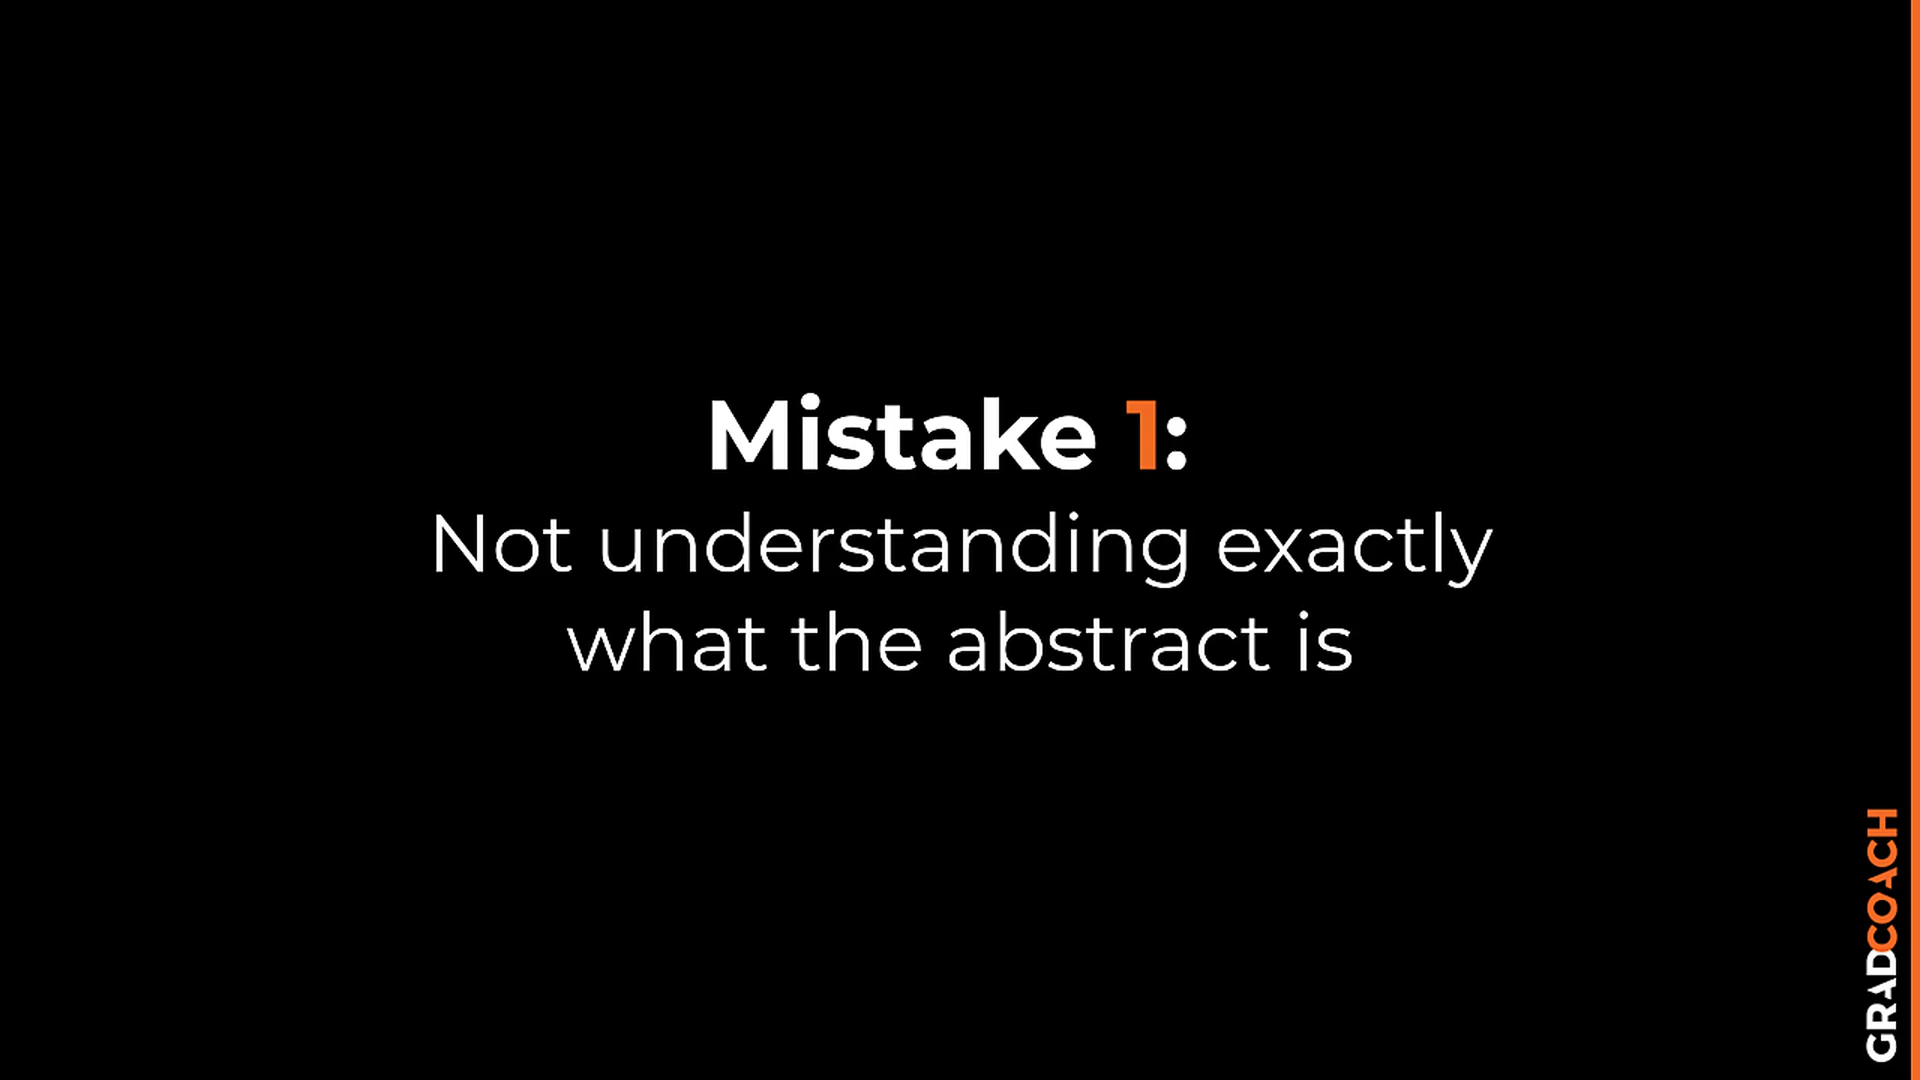 Mistake 1:
Not understanding exactly
what the abstract is
GRADCOACH